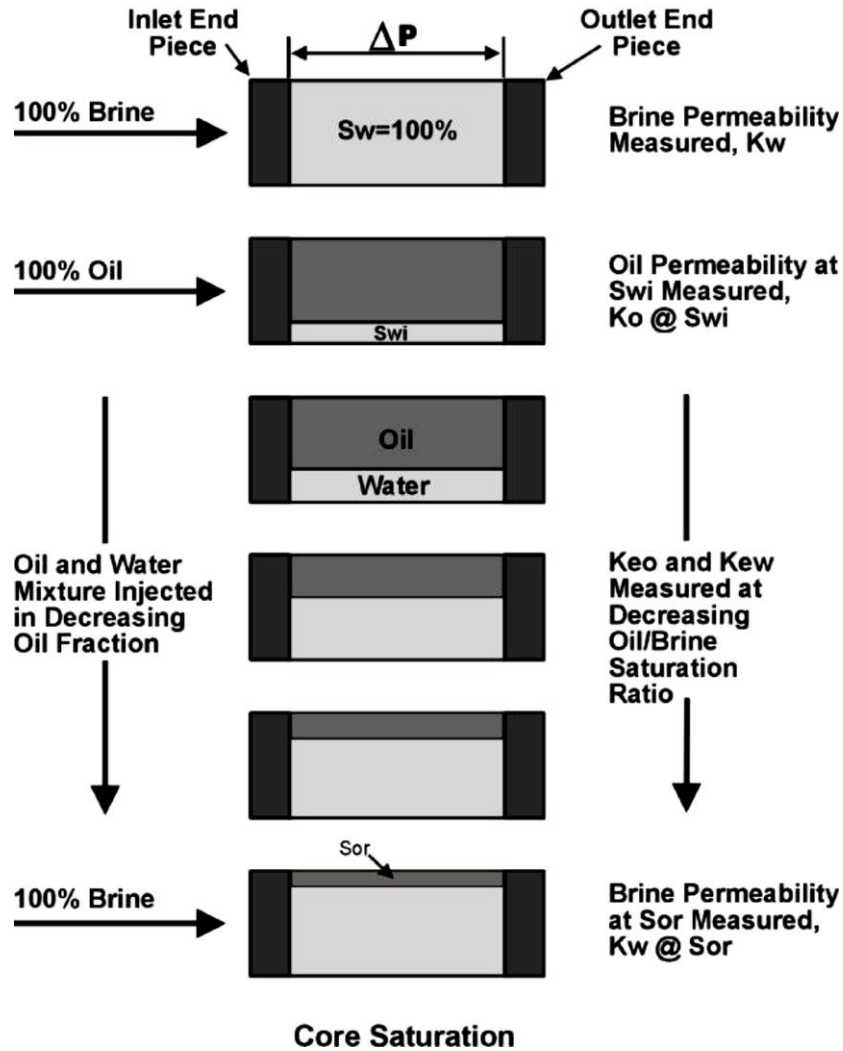 Inlet End
Piece
ΔP
Outlet End
Piece
100% Brine
Sw=100%
Brine Permeability
Measured, Kw
100% Oil
Swi
Oil Permeability at
Swi Measured,
Ko @ Swi
Oil
Water
Oil and Water
Mixture Injected
in Decreasing
Oil Fraction
Keo and Kew
Measured at
Decreasing
Oil/Brine
Saturation
Ratio
Sor
100% Brine
Brine Permeability
at Sor Measured,
Kw @ Sor
Core Saturation